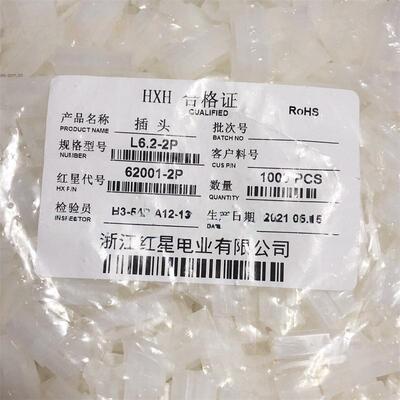 HXH 合格证 RoHS
QUALIFIED
产品名称 插 头 批次号
PRODUCT NAME BATCH NO
规格型号 L6.2-2P 客户料号
NUMBER CUS P/N
红星代号 62001-2P 数量 1000 PCS
HX P/N QUANTITY
检验员 A12-13 生产日期 2021
INSPECTOR DATE
浙江红星电业有限公司